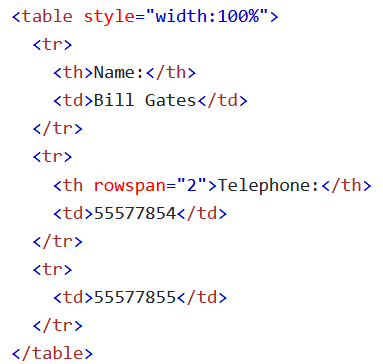 <table style="width:100%">
  <tr>
    <th>Name:</th>
    <td>Bill Gates</td>
  </tr>
  <tr>
    <th rowspan="2">Telephone:</th>
    <td>55577854</td>
  </tr>
  <tr>
    <td>55577855</td>
  </tr>
</table>